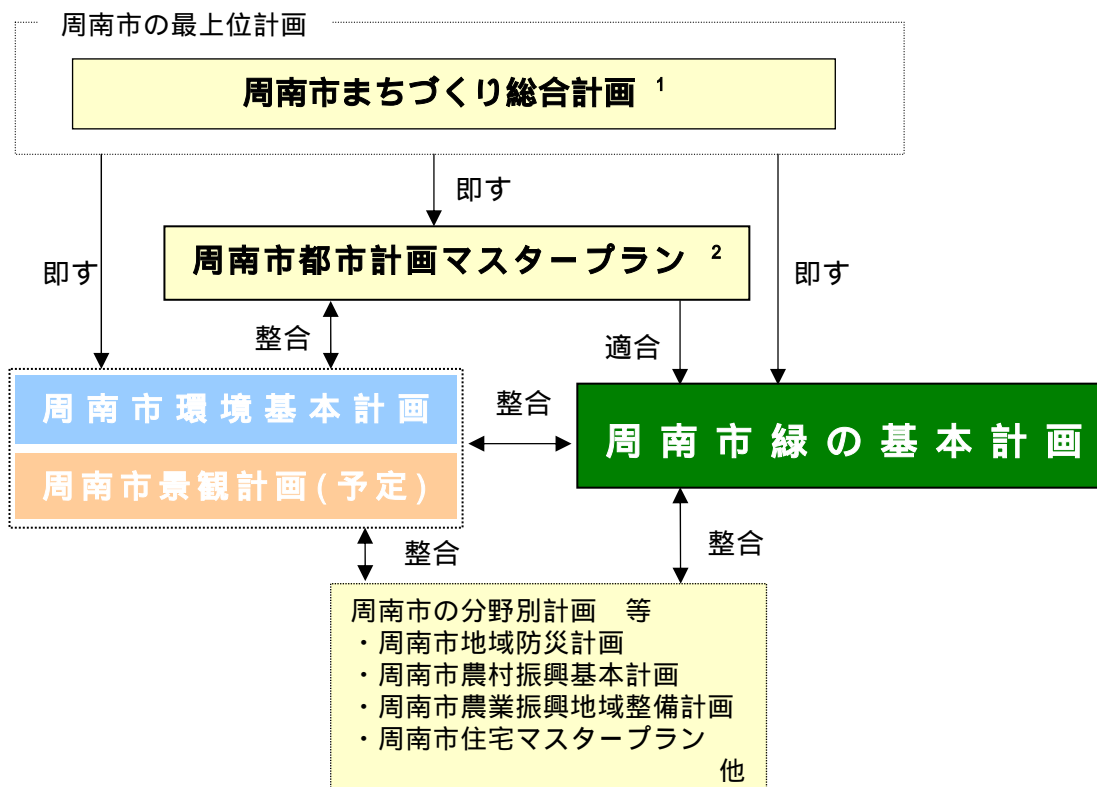 周南市の最上位計画
周南市まちづくり総合計画 1
即す
周南市都市計画マスタープラン 2
即す
即す
整合
適合
周南市環境基本計画
整合
周南市緑の基本計画
周南市景観計画(予定)
整合
整合
周南市の分野別計画　等
・周南市地域防災計画
・周南市農村振興基本計画
・周南市農業振興地域整備計画
・周南市住宅マスタープラン
他